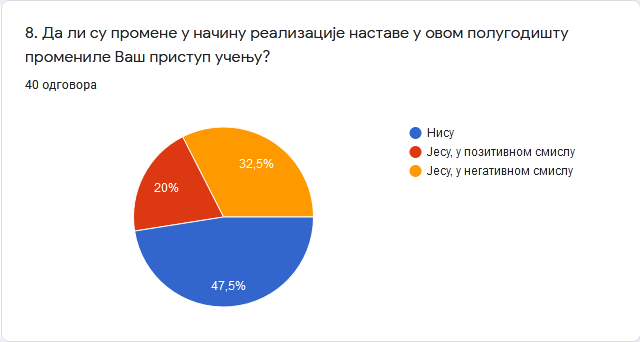 8. Да ли су промене у начину реализације наставе у овом полугодишту
промениле Ваш приступ учењу?
40 одговора
Нису
Јесу, у позитивном смислу
Јесу, у негативном смислу
32,5%
20%
47,5%